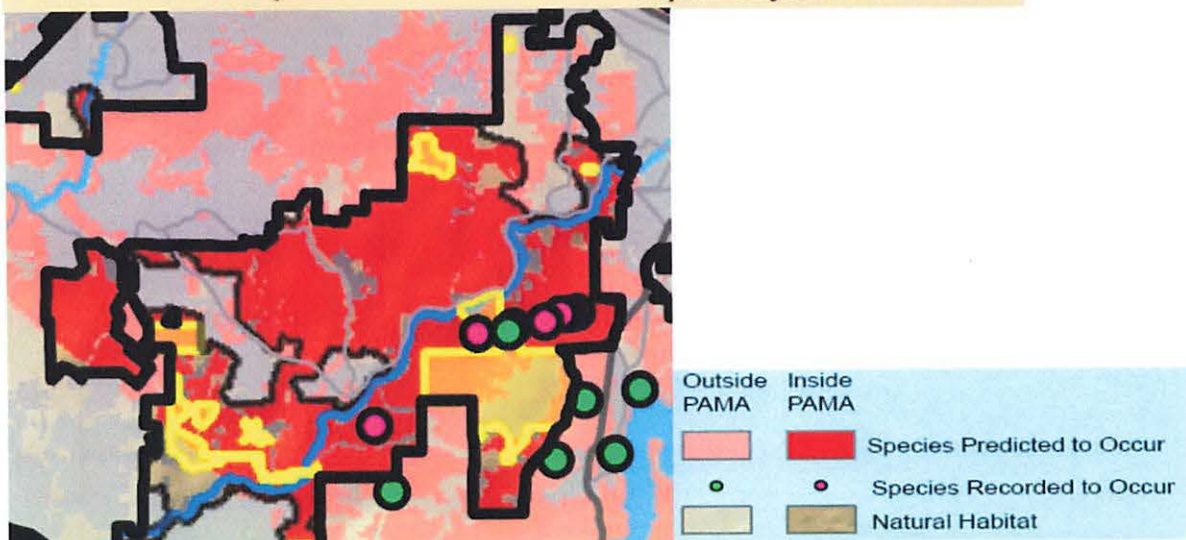 Outside Inside
PAMA PAMA
Species Predicted to Occur
Species Recorded to Occur
Natural Habitat